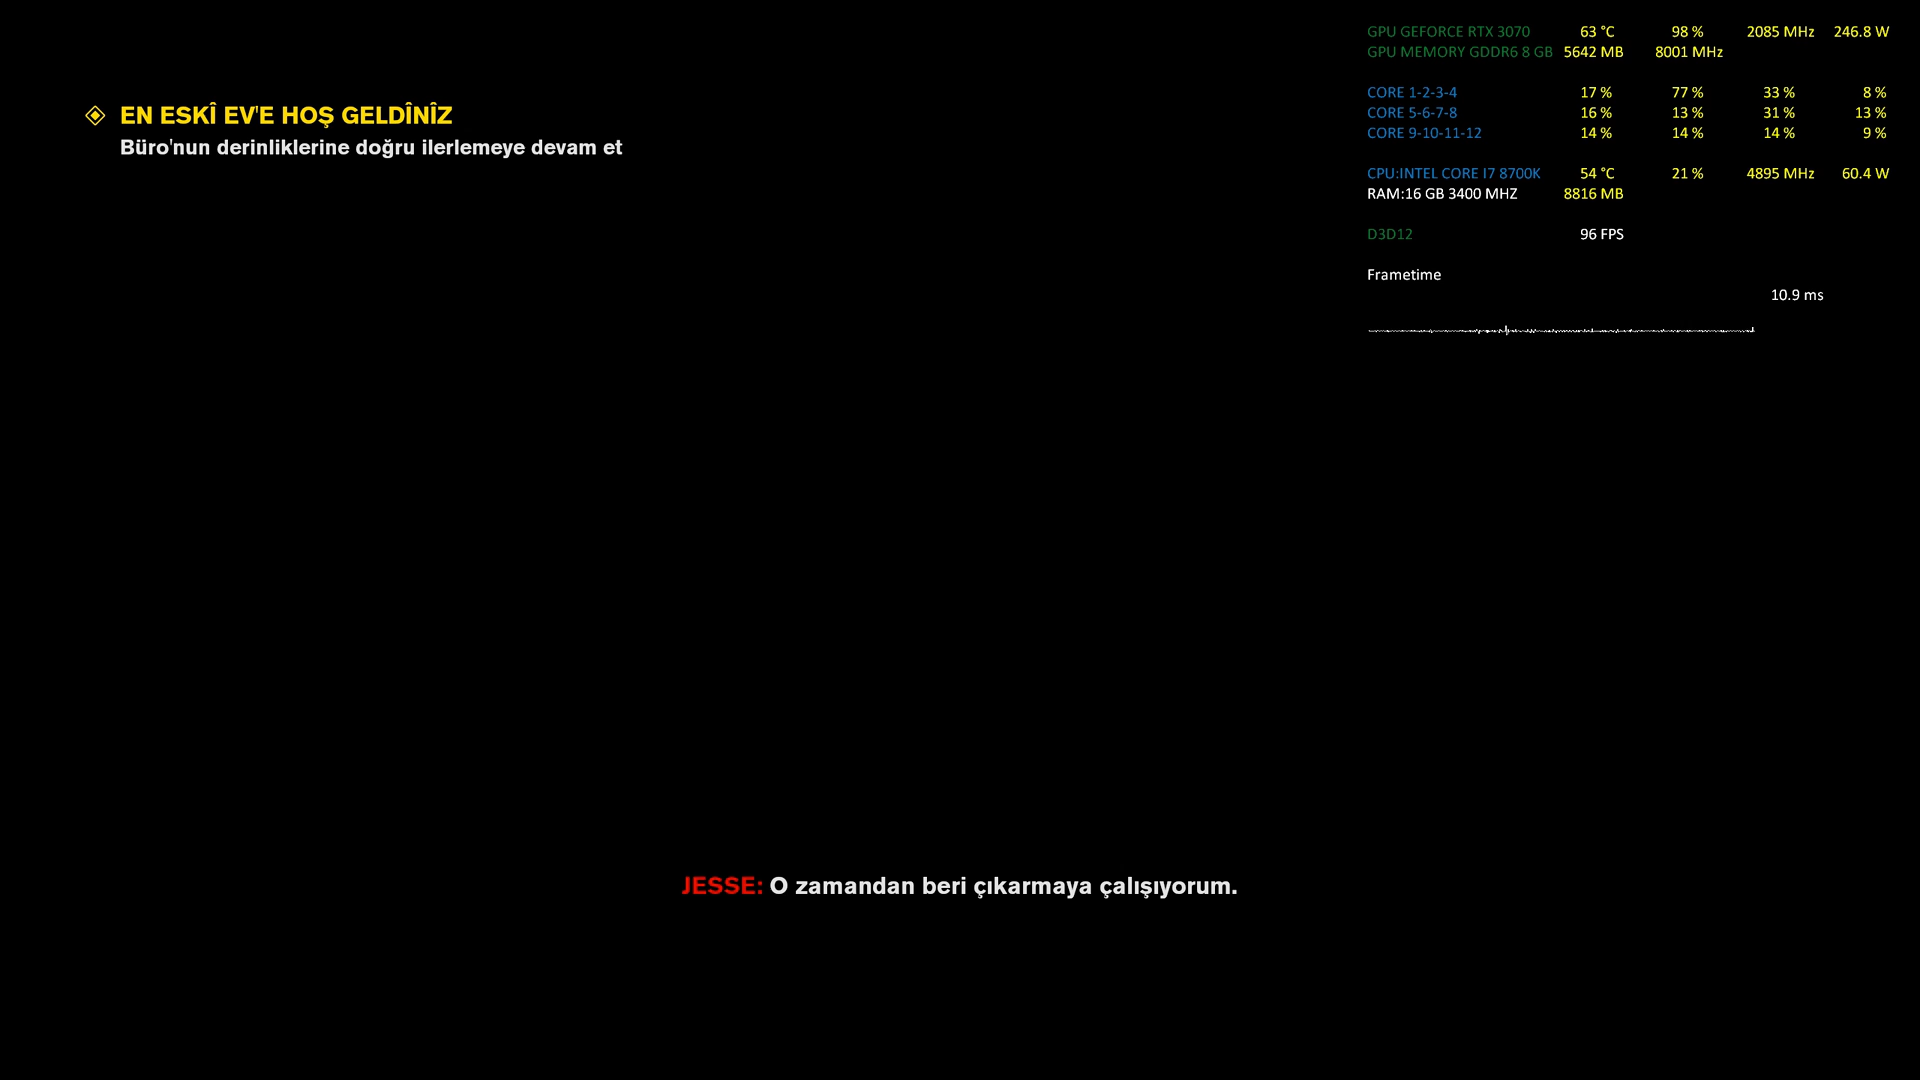 GPU GEFORCE RTX 3070 63 °C 98 % 2085 MHz 246.8 W
GPU MEMORY GDDR6 8 GB 5642 MB 8001 MHz
CORE 1-2-3-4 17 % 77 % 33 % 8 %
CORE 5-6-7-8 16 % 13 % 31 % 13 %
CORE 9-10-11-12 14 % 14 % 14 % 9 %
CPU:INTEL CORE I7 8700K 54 °C 21 % 4895 MHz 60.4 W
RAM:16 GB 3400 MHZ 8816 MB
D3D12 96 FPS
Frametime
10.9 ms
EN ESKÎ EV'E HOŞ GELDÎNÎZ
Büro'nun derinliklerine doğru ilerlemeye devam et
JESSE: O zamandan beri çıkarmaya çalışıyorum.